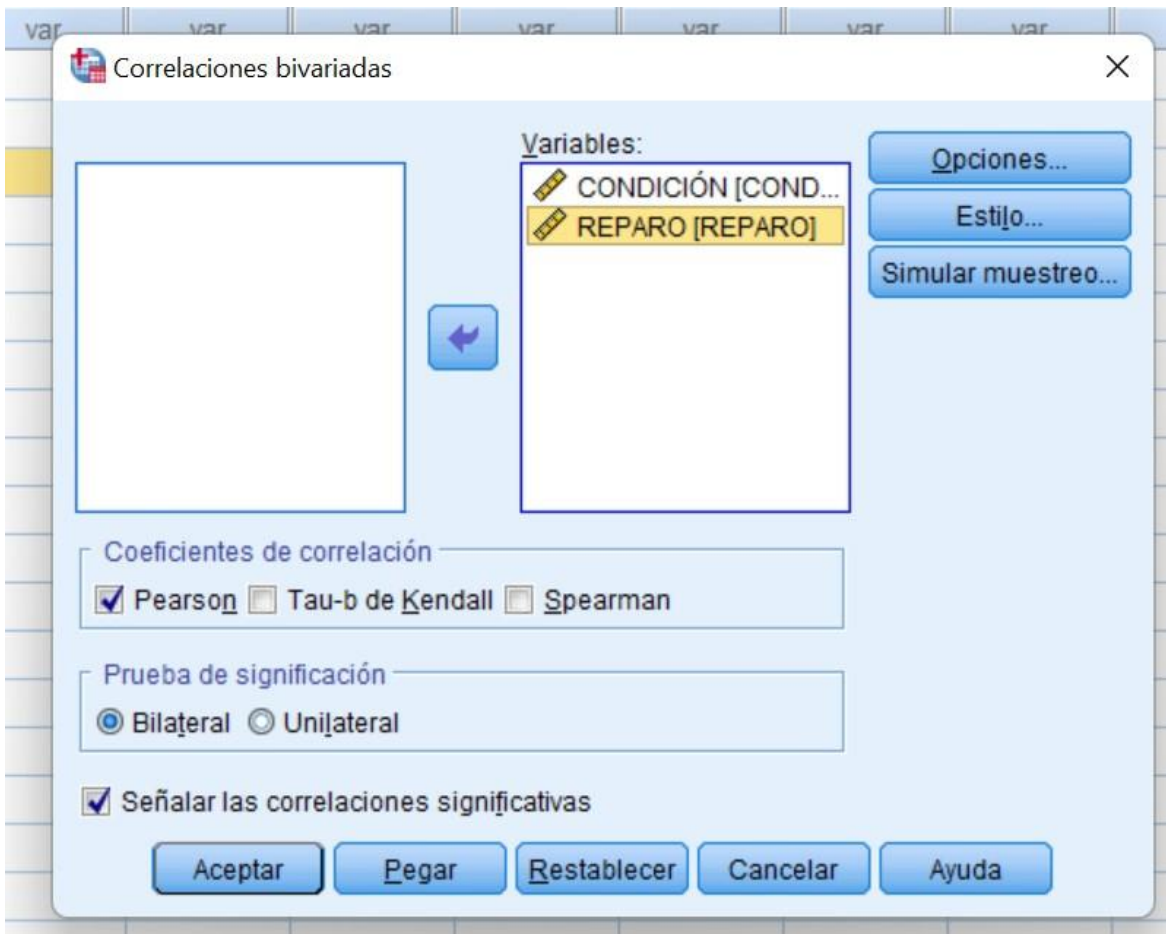 var var var var var var var
Correlaciones bivariadas
Variables:
CONDICIÓN [COND...
REPARO [REPARO]
Opciones...
Estilo...
Simular muestreo...
Coeficientes de correlación
Pearson Tau-b de Kendall Spearman
Prueba de significación
Bilateral Unilateral
Señalar las correlaciones significativas
Aceptar Pegar Restablecer Cancelar Ayuda